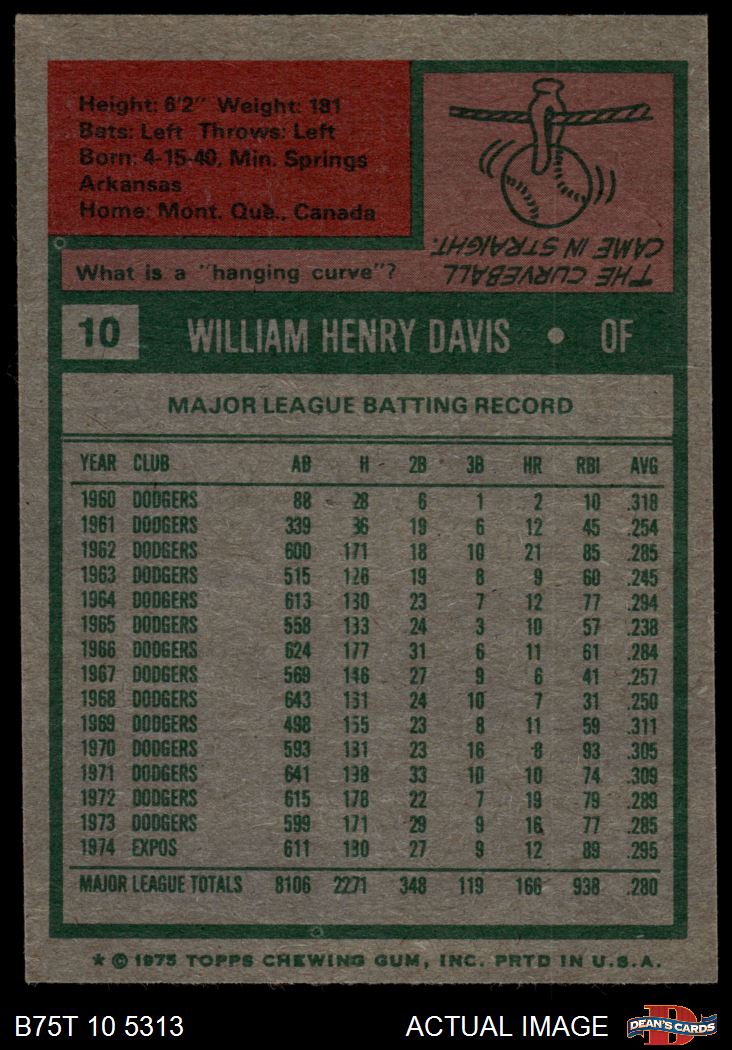 Height: 6'2" Weight: 181
Bats: Left Throws: Left
Born: 4-15-40, Min. Springs
Arkansas
Home: Mont. Que., Canada
What is a "hanging curve"?
THE CURVEBALL
CAME IN STRAIGHT.
10 WILLIAM HENRY DAVIS • OF
MAJOR LEAGUE BATTING RECORD
YEAR CLUB AB H 2B 3B HR RBI AVG
1960 DODGERS 88 28 6 1 2 10 .318
1961 DODGERS 339 86 19 6 12 45 .254
1962 DODGERS 600 171 18 10 21 85 .285
1963 DODGERS 515 126 19 8 9 60 .245
1964 DODGERS 613 180 23 7 12 77 .294
1965 DODGERS 558 133 24 3 10 57 .238
1966 DODGERS 624 177 31 6 11 61 .284
1967 DODGERS 569 146 27 9 6 41 .257
1968 DODGERS 643 161 24 10 7 31 .250
1969 DODGERS 498 155 23 8 11 59 .311
1970 DODGERS 593 181 23 16 8 93 .305
1971 DODGERS 641 198 33 10 10 74 .309
1972 DODGERS 615 178 22 7 19 79 .289
1973 DODGERS 599 171 29 9 16 77 .285
1974 EXPOS 611 180 27 9 12 89 .295
MAJOR LEAGUE TOTALS 8106 2271 348 119 166 938 .280
★ © 1975 TOPPS CHEWING GUM, INC. PRTD IN U.S.A.
B75T 10 5313 ACTUAL IMAGE DEAN'S CARDS